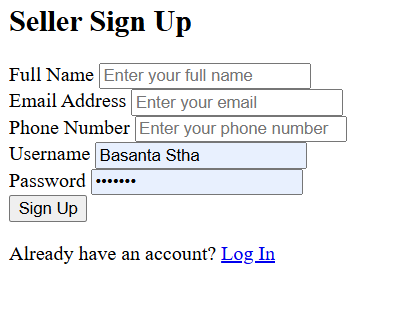 Seller Sign Up
Full Name Enter your full name
Email Address Enter your email
Phone Number Enter your phone number
Username Basanta Stha
Password •••••••
Sign Up
Already have an account? Log In